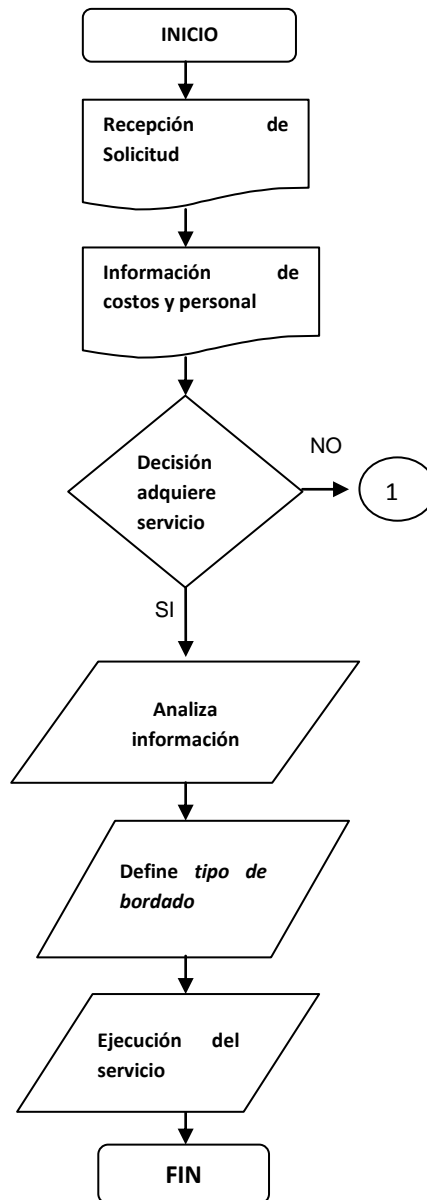 INICIO
Recepción de
Solicitud
Información de
costos y personal
Decisión
adquiere
servicio
NO
1
SI
Analiza
información
Define tipo de
bordado
Ejecución del
servicio
FIN